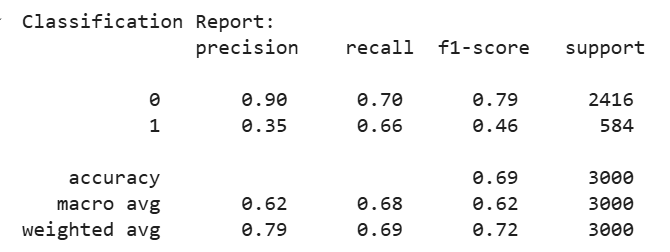 Classification Report:
precision recall f1-score support
0 0.90 0.70 0.79 2416
1 0.35 0.66 0.46 584
accuracy 0.69 3000
macro avg 0.62 0.68 0.62 3000
weighted avg 0.79 0.69 0.72 3000